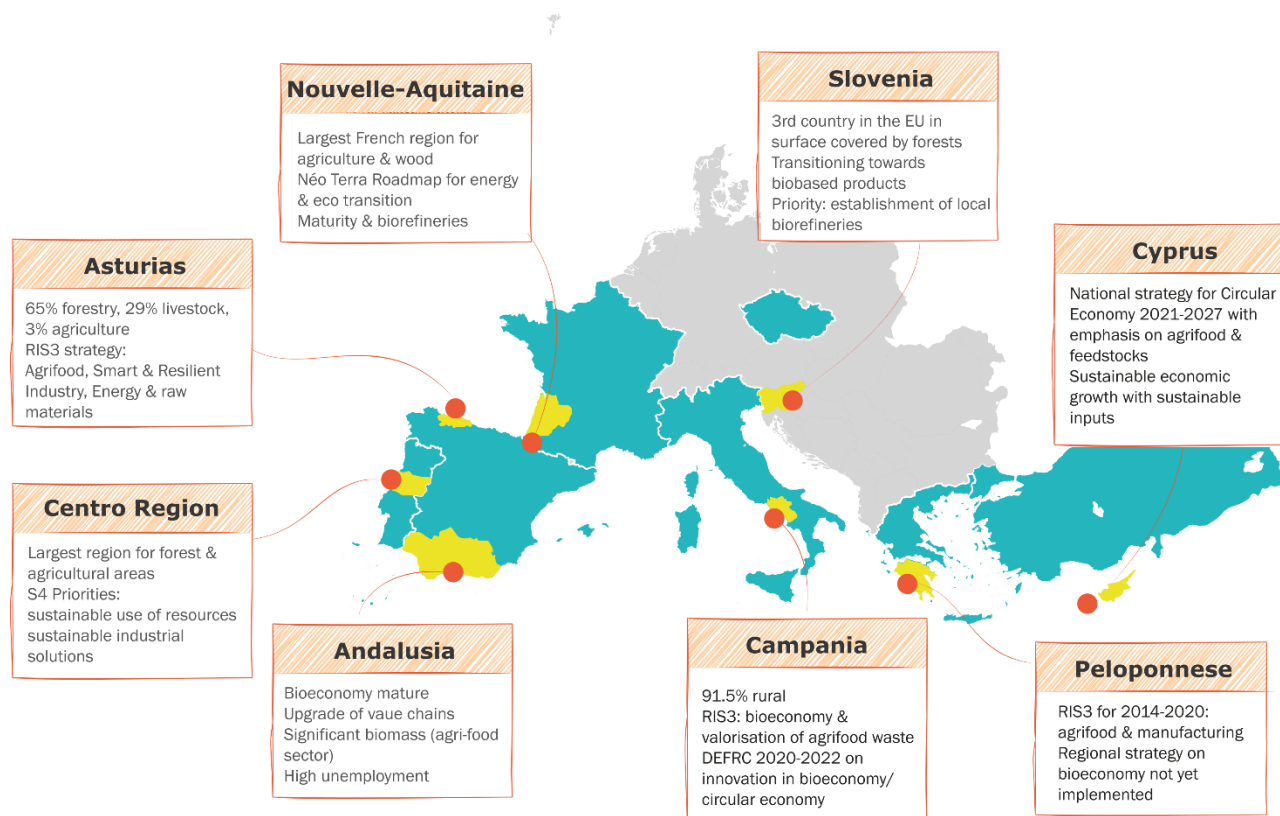 Nouvelle-Aquitaine
Largest French region for
agriculture & wood
Néo Terra Roadmap for energy
& eco transition
Maturity & biorefineries
Slovenia
3rd country in the EU in
surface covered by forests
Transitioning towards
biobased products
Priority: establishment of local
biorefineries
Asturias
65% forestry, 29% livestock,
3% agriculture
RIS3 strategy:
Agrifood, Smart & Resilient
Industry, Energy & raw
materials
Cyprus
National strategy for Circular
Economy 2021-2027 with
emphasis on agrifood &
feedstocks
Sustainable economic
growth with sustainable
inputs
Centro Region
Largest region for forest &
agricultural areas
S4 Priorities:
sustainable use of resources
sustainable industrial
solutions
Andalusia
Bioeconomy mature
Upgrade of vaue chains
Significant biomass (agri-food
sector)
High unemployment
Campania
91.5% rural
RIS3: bioeconomy &
valorisation of agrifood waste
DEFRC 2020-2022 on
innovation in bioeconomy/
circular economy
Peloponnese
RIS3 for 2014-2020:
agrifood & manufacturing
Regional strategy on
bioeconomy not yet
implemented